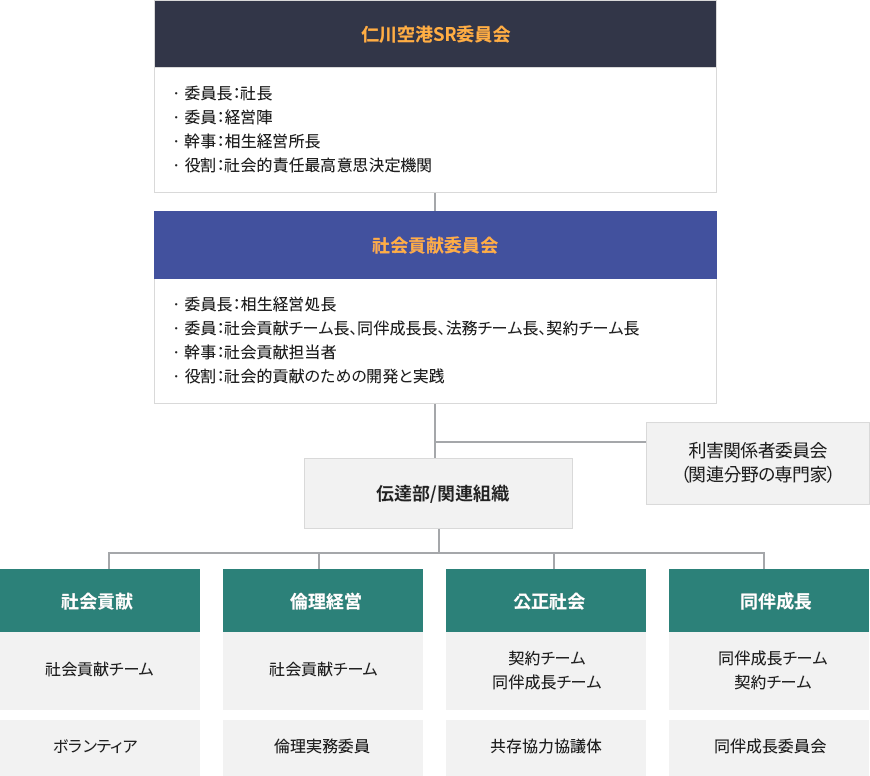 仁川空港SR委員会
· 委員長：社長
· 委員：経営陣
· 幹事：相生経営所長
· 役割：社会的責任最高意思決定機関
社会貢献委員会
· 委員長：相生経営処長
· 委員：社会貢献チーム長、同伴成長長、法務チーム長、契約チーム長
· 幹事：社会貢献担当者
· 役割：社会的貢献のための開発と実践
利害関係者委員会
（関連分野の専門家）
伝達部/関連組織
社会貢献
倫理経営
公正社会
同伴成長
社会貢献チーム
社会貢献チーム
契約チーム
同伴成長チーム
同伴成長チーム
契約チーム
ボランティア
倫理実務委員
共存協力協議体
同伴成長委員会